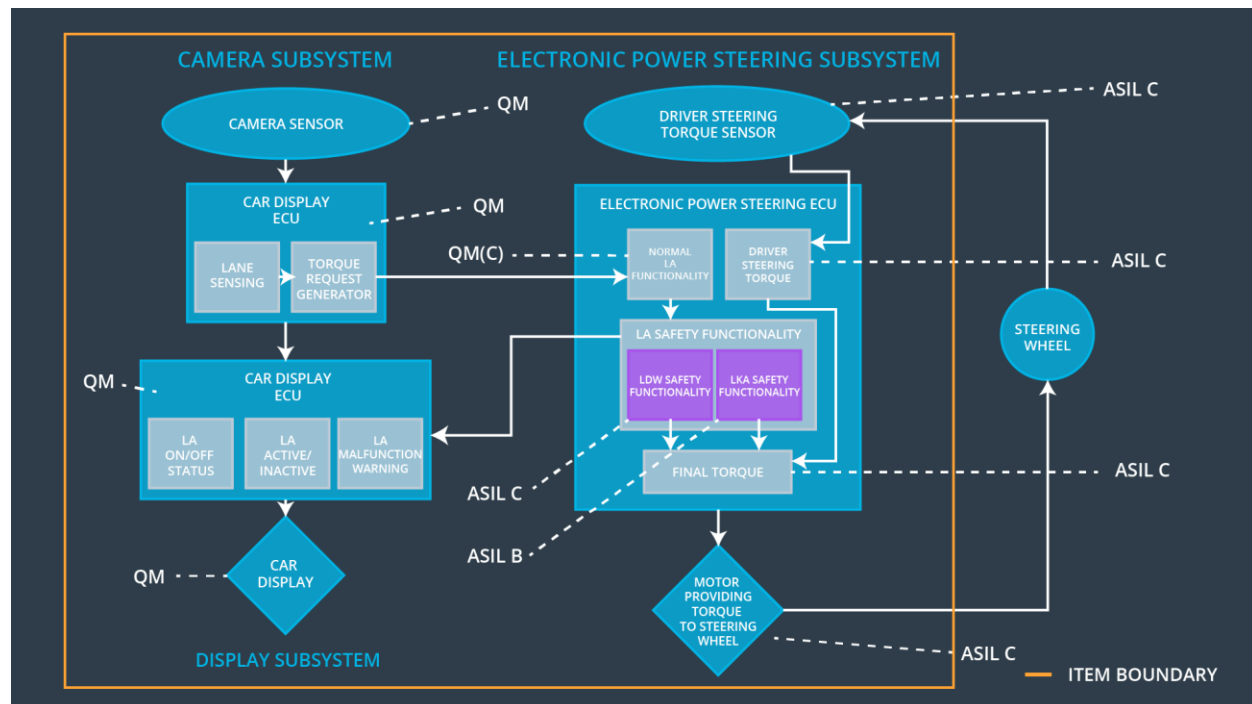 CAMERA SUBSYSTEM
ELECTRONIC POWER STEERING SUBSYSTEM
CAMERA SENSOR
QM
DRIVER STEERING
TORQUE SENSOR
ASIL C
CAR DISPLAY
ECU
QM
LANE
SENSING
TORQUE
REQUEST
GENERATOR
ELECTRONIC POWER STEERING ECU
QM(C)
NORMAL
LA
FUNCTIONALITY
DRIVER
STEERING
TORQUE
ASIL C
LA SAFETY FUNCTIONALITY
LDW SAFETY
FUNCTIONALITY
LKA SAFETY
FUNCTIONALITY
STEERING
WHEEL
QM
CAR DISPLAY
ECU
LA
ON/OFF
STATUS
LA
ACTIVE/
INACTIVE
LA
MALFUNCTION
WARNING
FINAL TORQUE
ASIL C
ASIL C
ASIL B
QM
CAR
DISPLAY
MOTOR
PROVIDING
TORQUE
TO STEERING
WHEEL
ASIL C
DISPLAY SUBSYSTEM
ITEM BOUNDARY